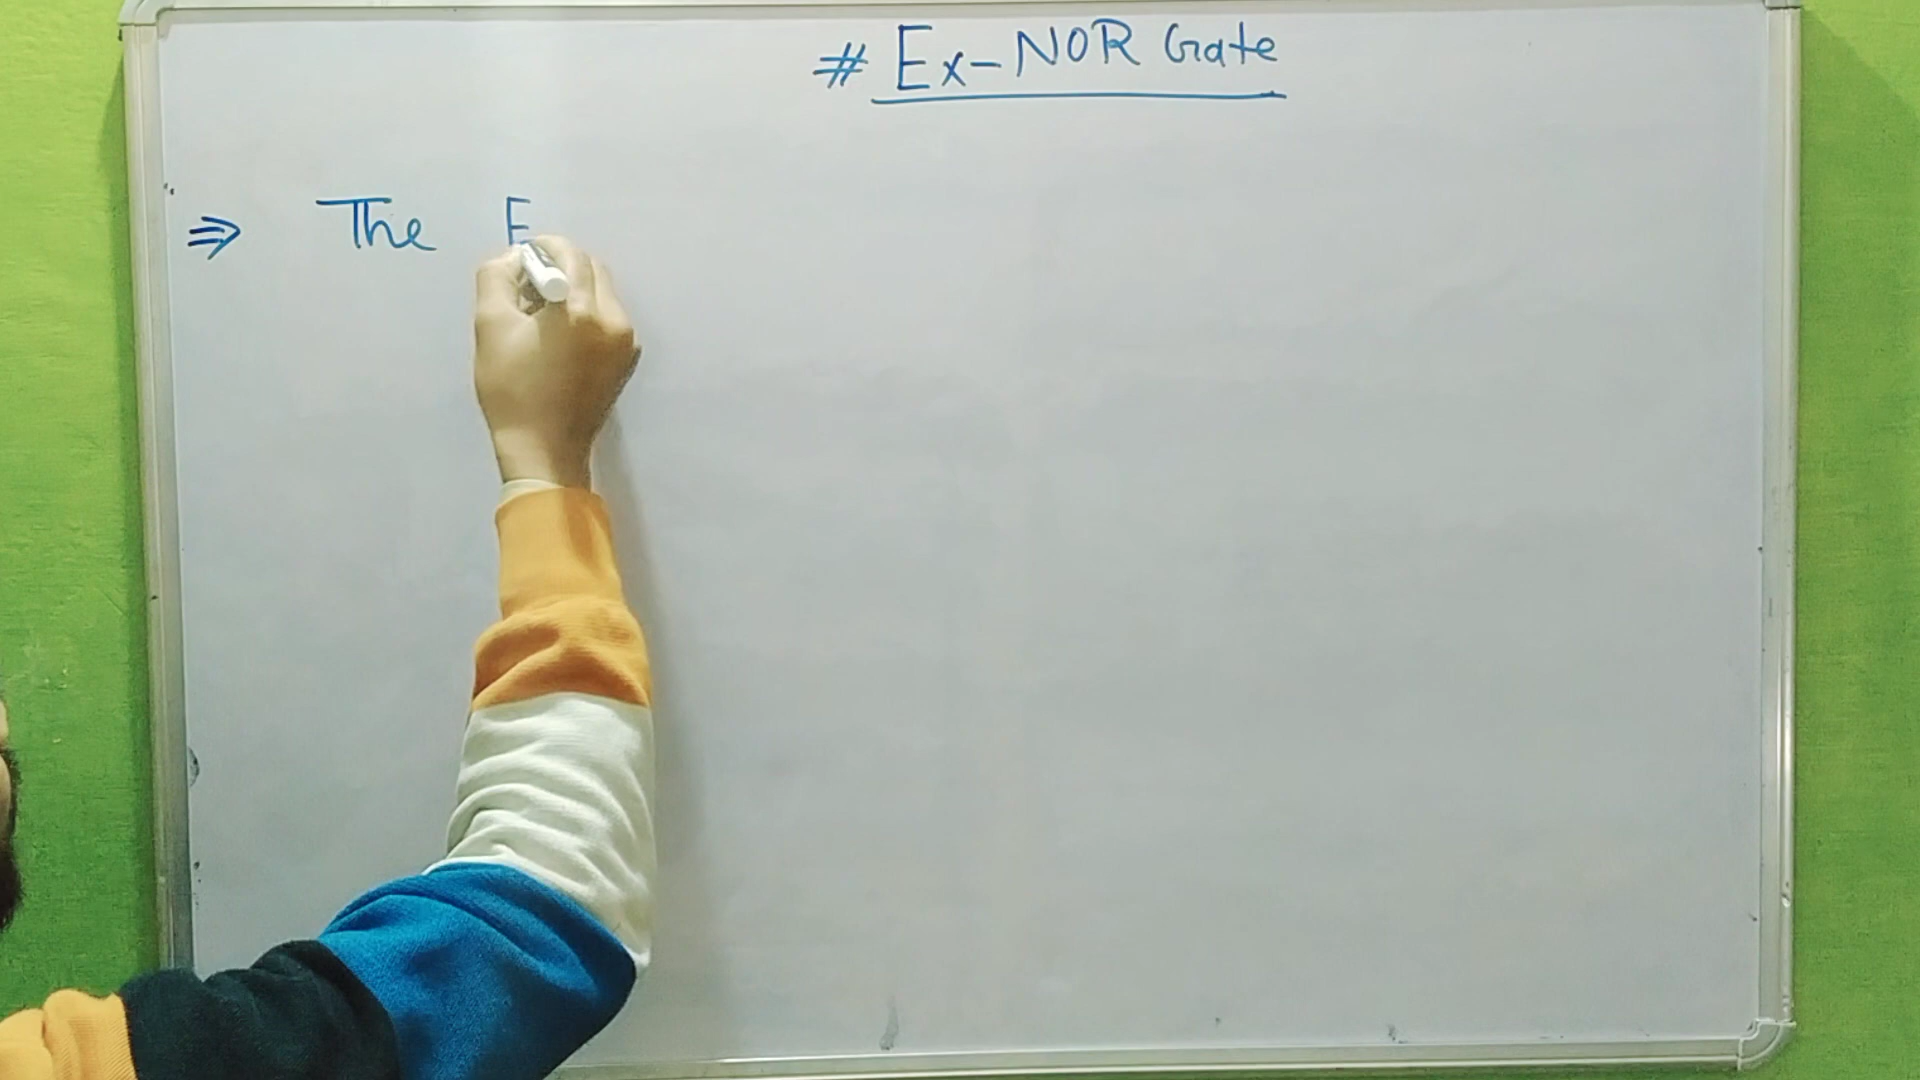 # Ex-NOR Gate
⇒ The E